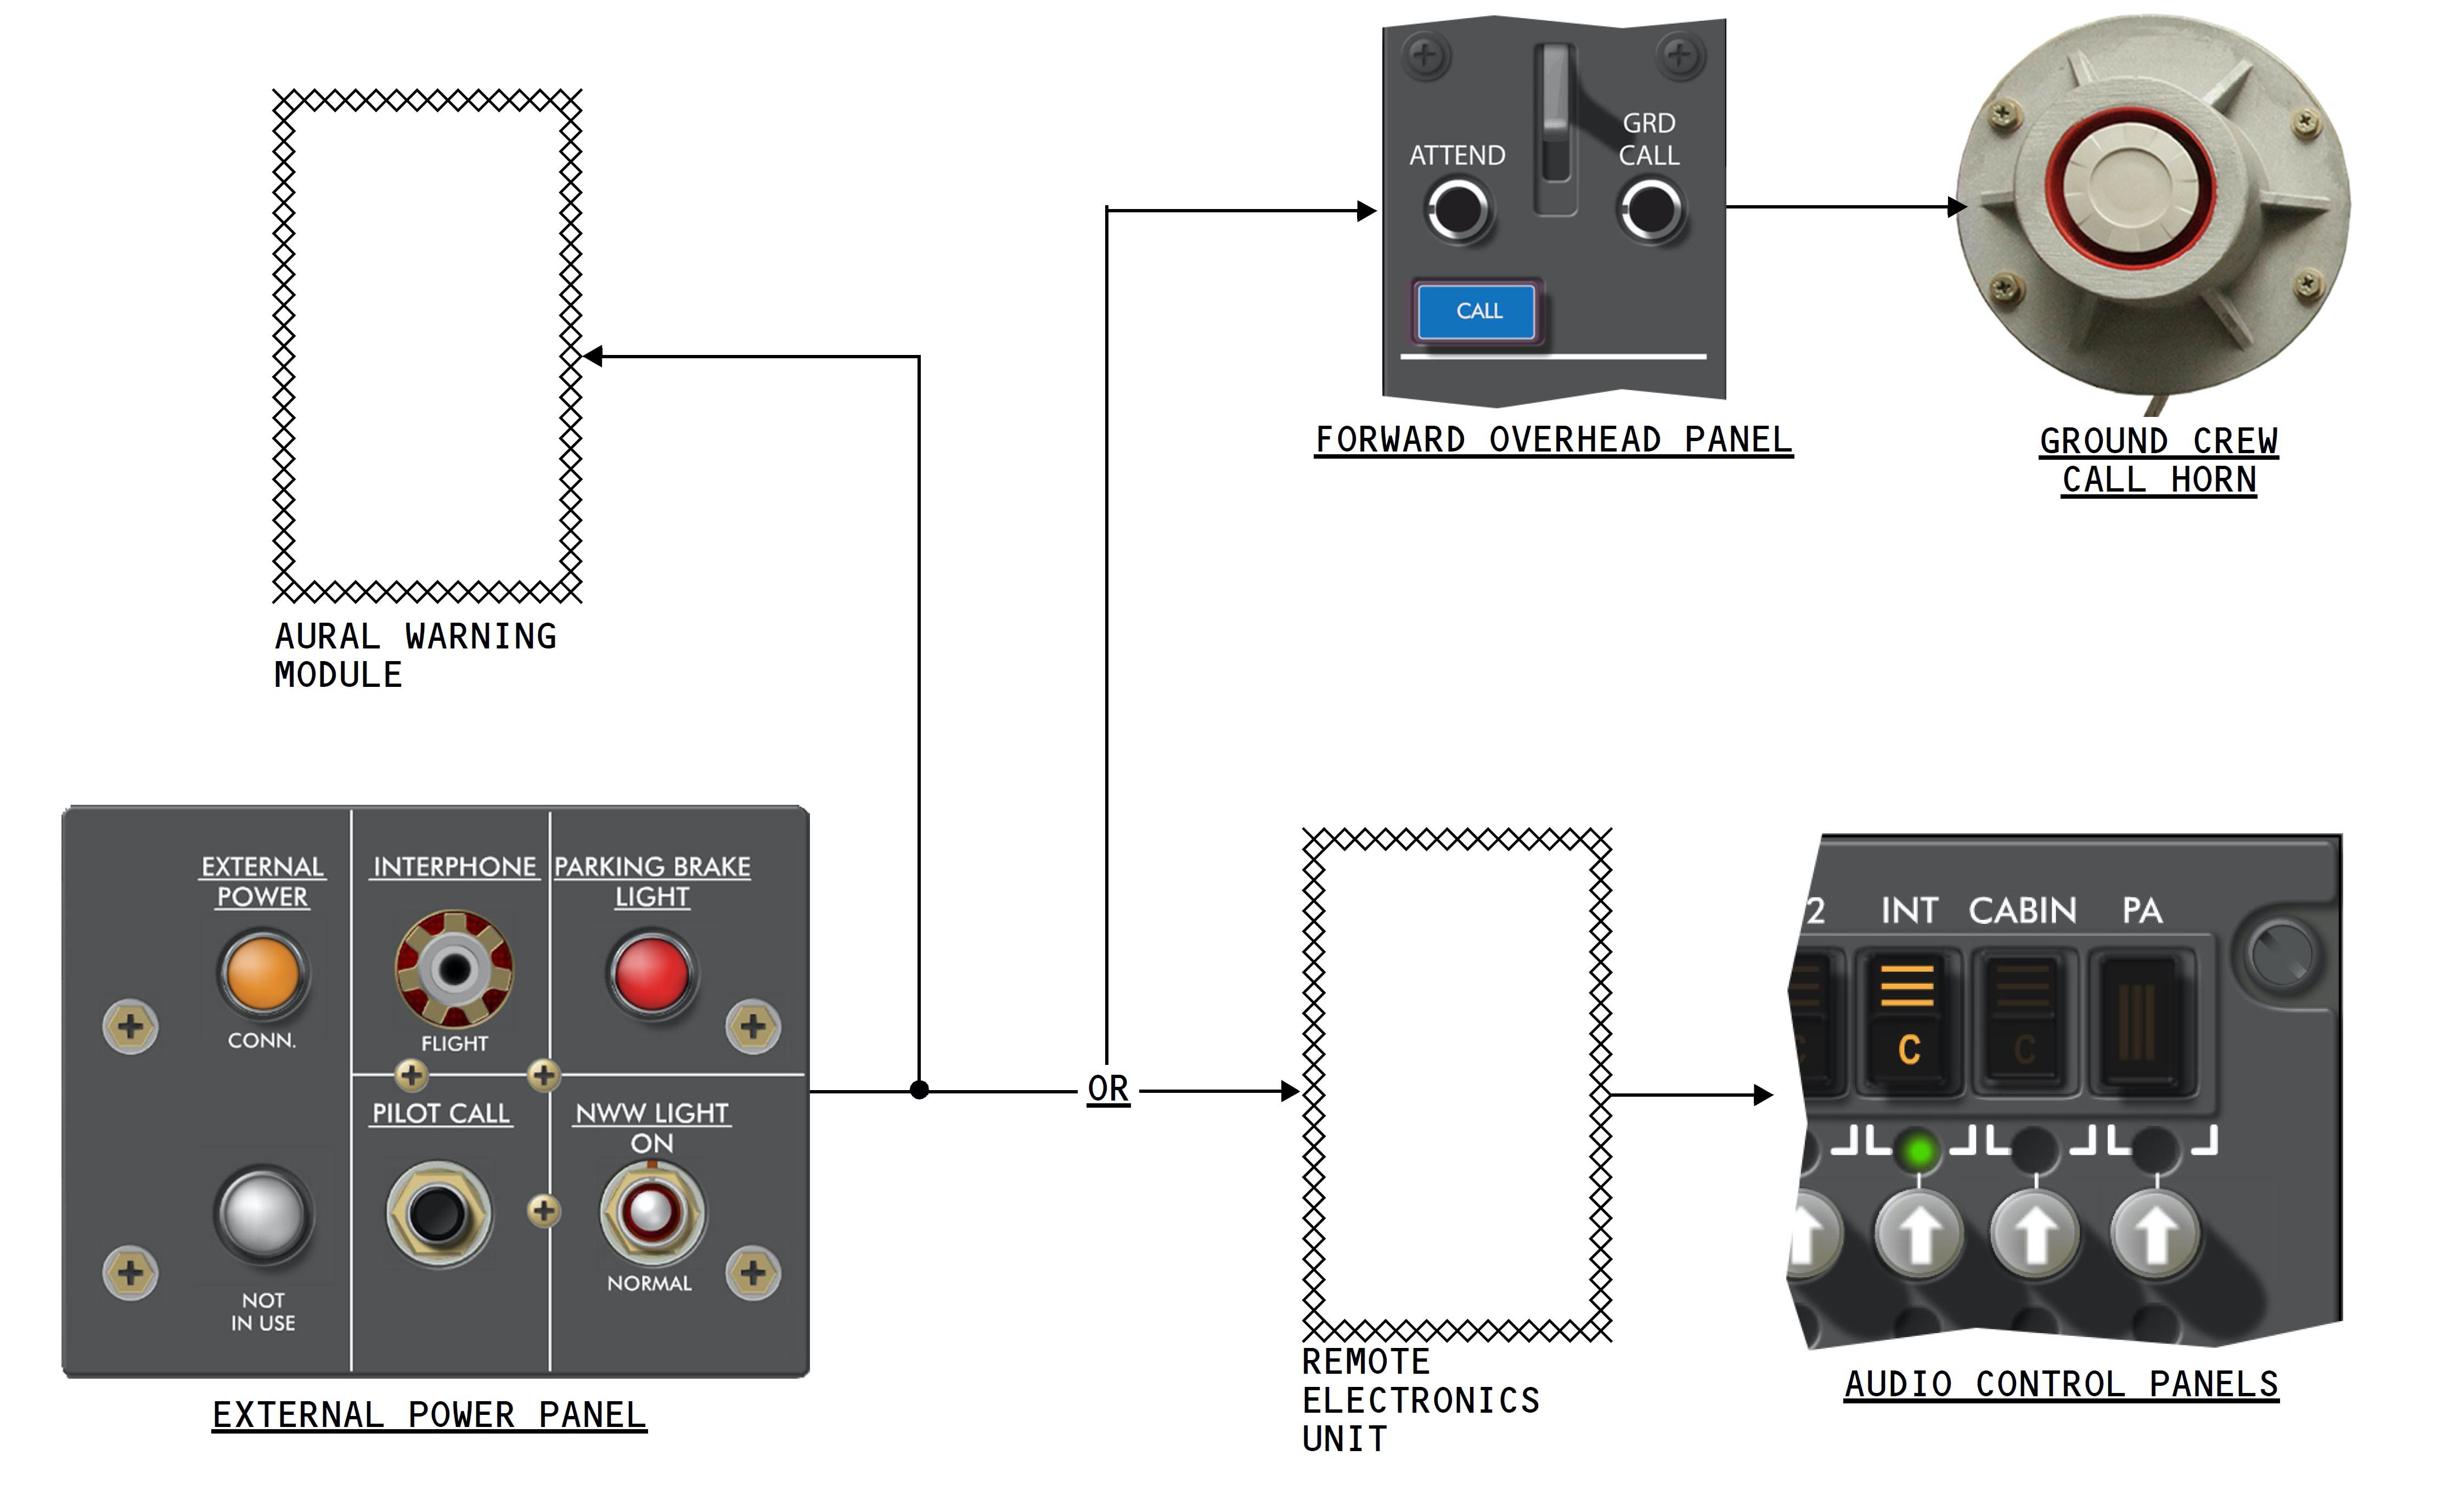 ATTEND
GRD
CALL
CALL
FORWARD OVERHEAD PANEL
GROUND CREW
CALL HORN
AURAL WARNING
MODULE
EXTERNAL
POWER
CONN.
INTERPHONE
FLIGHT
PARKING BRAKE
LIGHT
PILOT CALL
NWW LIGHT
ON
NORMAL
NOT
IN USE
EXTERNAL POWER PANEL
OR
REMOTE
ELECTRONICS
UNIT
2 INT CABIN PA
C C C
AUDIO CONTROL PANELS